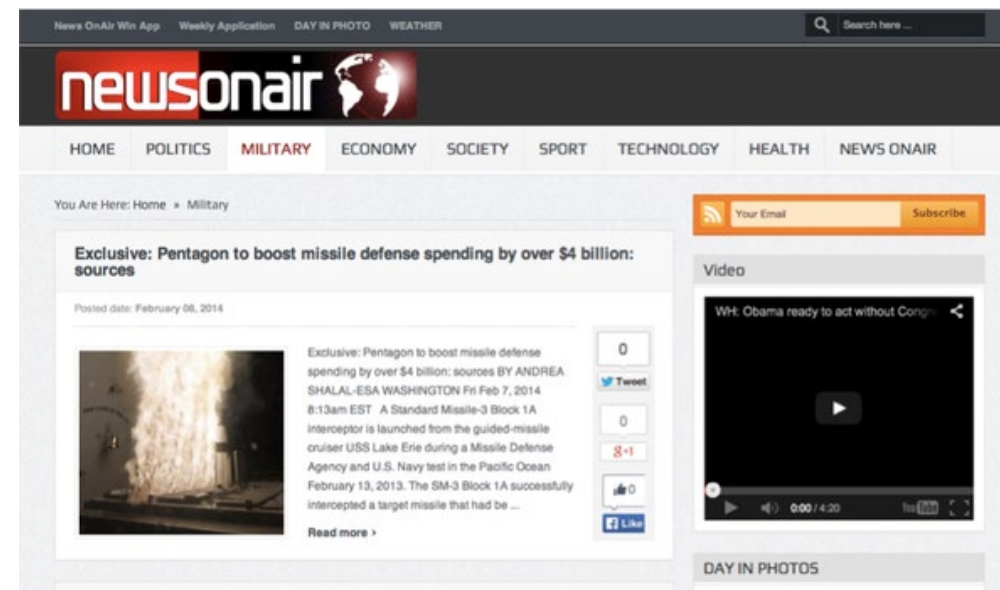 News OnAir Win App Weekly Application DAY IN PHOTO WEATHER Search here ...
newsonair
HOME POLITICS MILITARY ECONOMY SOCIETY SPORT TECHNOLOGY HEALTH NEWS ONAIR
You Are Here: Home » Military
Exclusive: Pentagon to boost missile defense spending by over $4 billion:
sources
Posted date: February 08, 2014
Exclusive: Pentagon to boost missile defense
spending by over $4 billion: sources BY ANDREA
SHALAL-ESA WASHINGTON Fri Feb 7, 2014
8:13am EST A Standard Missile-3 Block 1A
interceptor is launched from the guided-missile
cruiser USS Lake Erie during a Missile Defense
Agency and U.S. Navy test in the Pacific Ocean
February 13, 2013. The SM-3 Block 1A successfully
intercepted a target missile that had be ...
Read more ›
0
Tweet
0
g+1
0
Like
Your Email Subscribe
Video
WH: Obama ready to act without Congre
0:00 / 4:20 YouTube
DAY IN PHOTOS